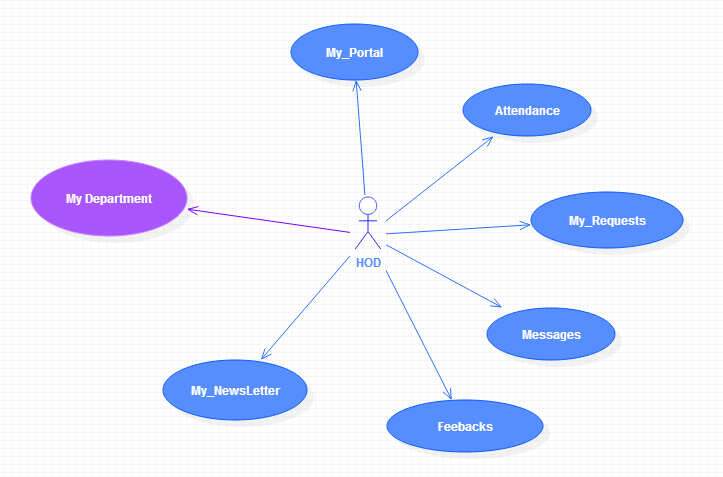 My_Portal
Attendance
My Department
My_Requests
HOD
Messages
My_NewsLetter
Feebacks